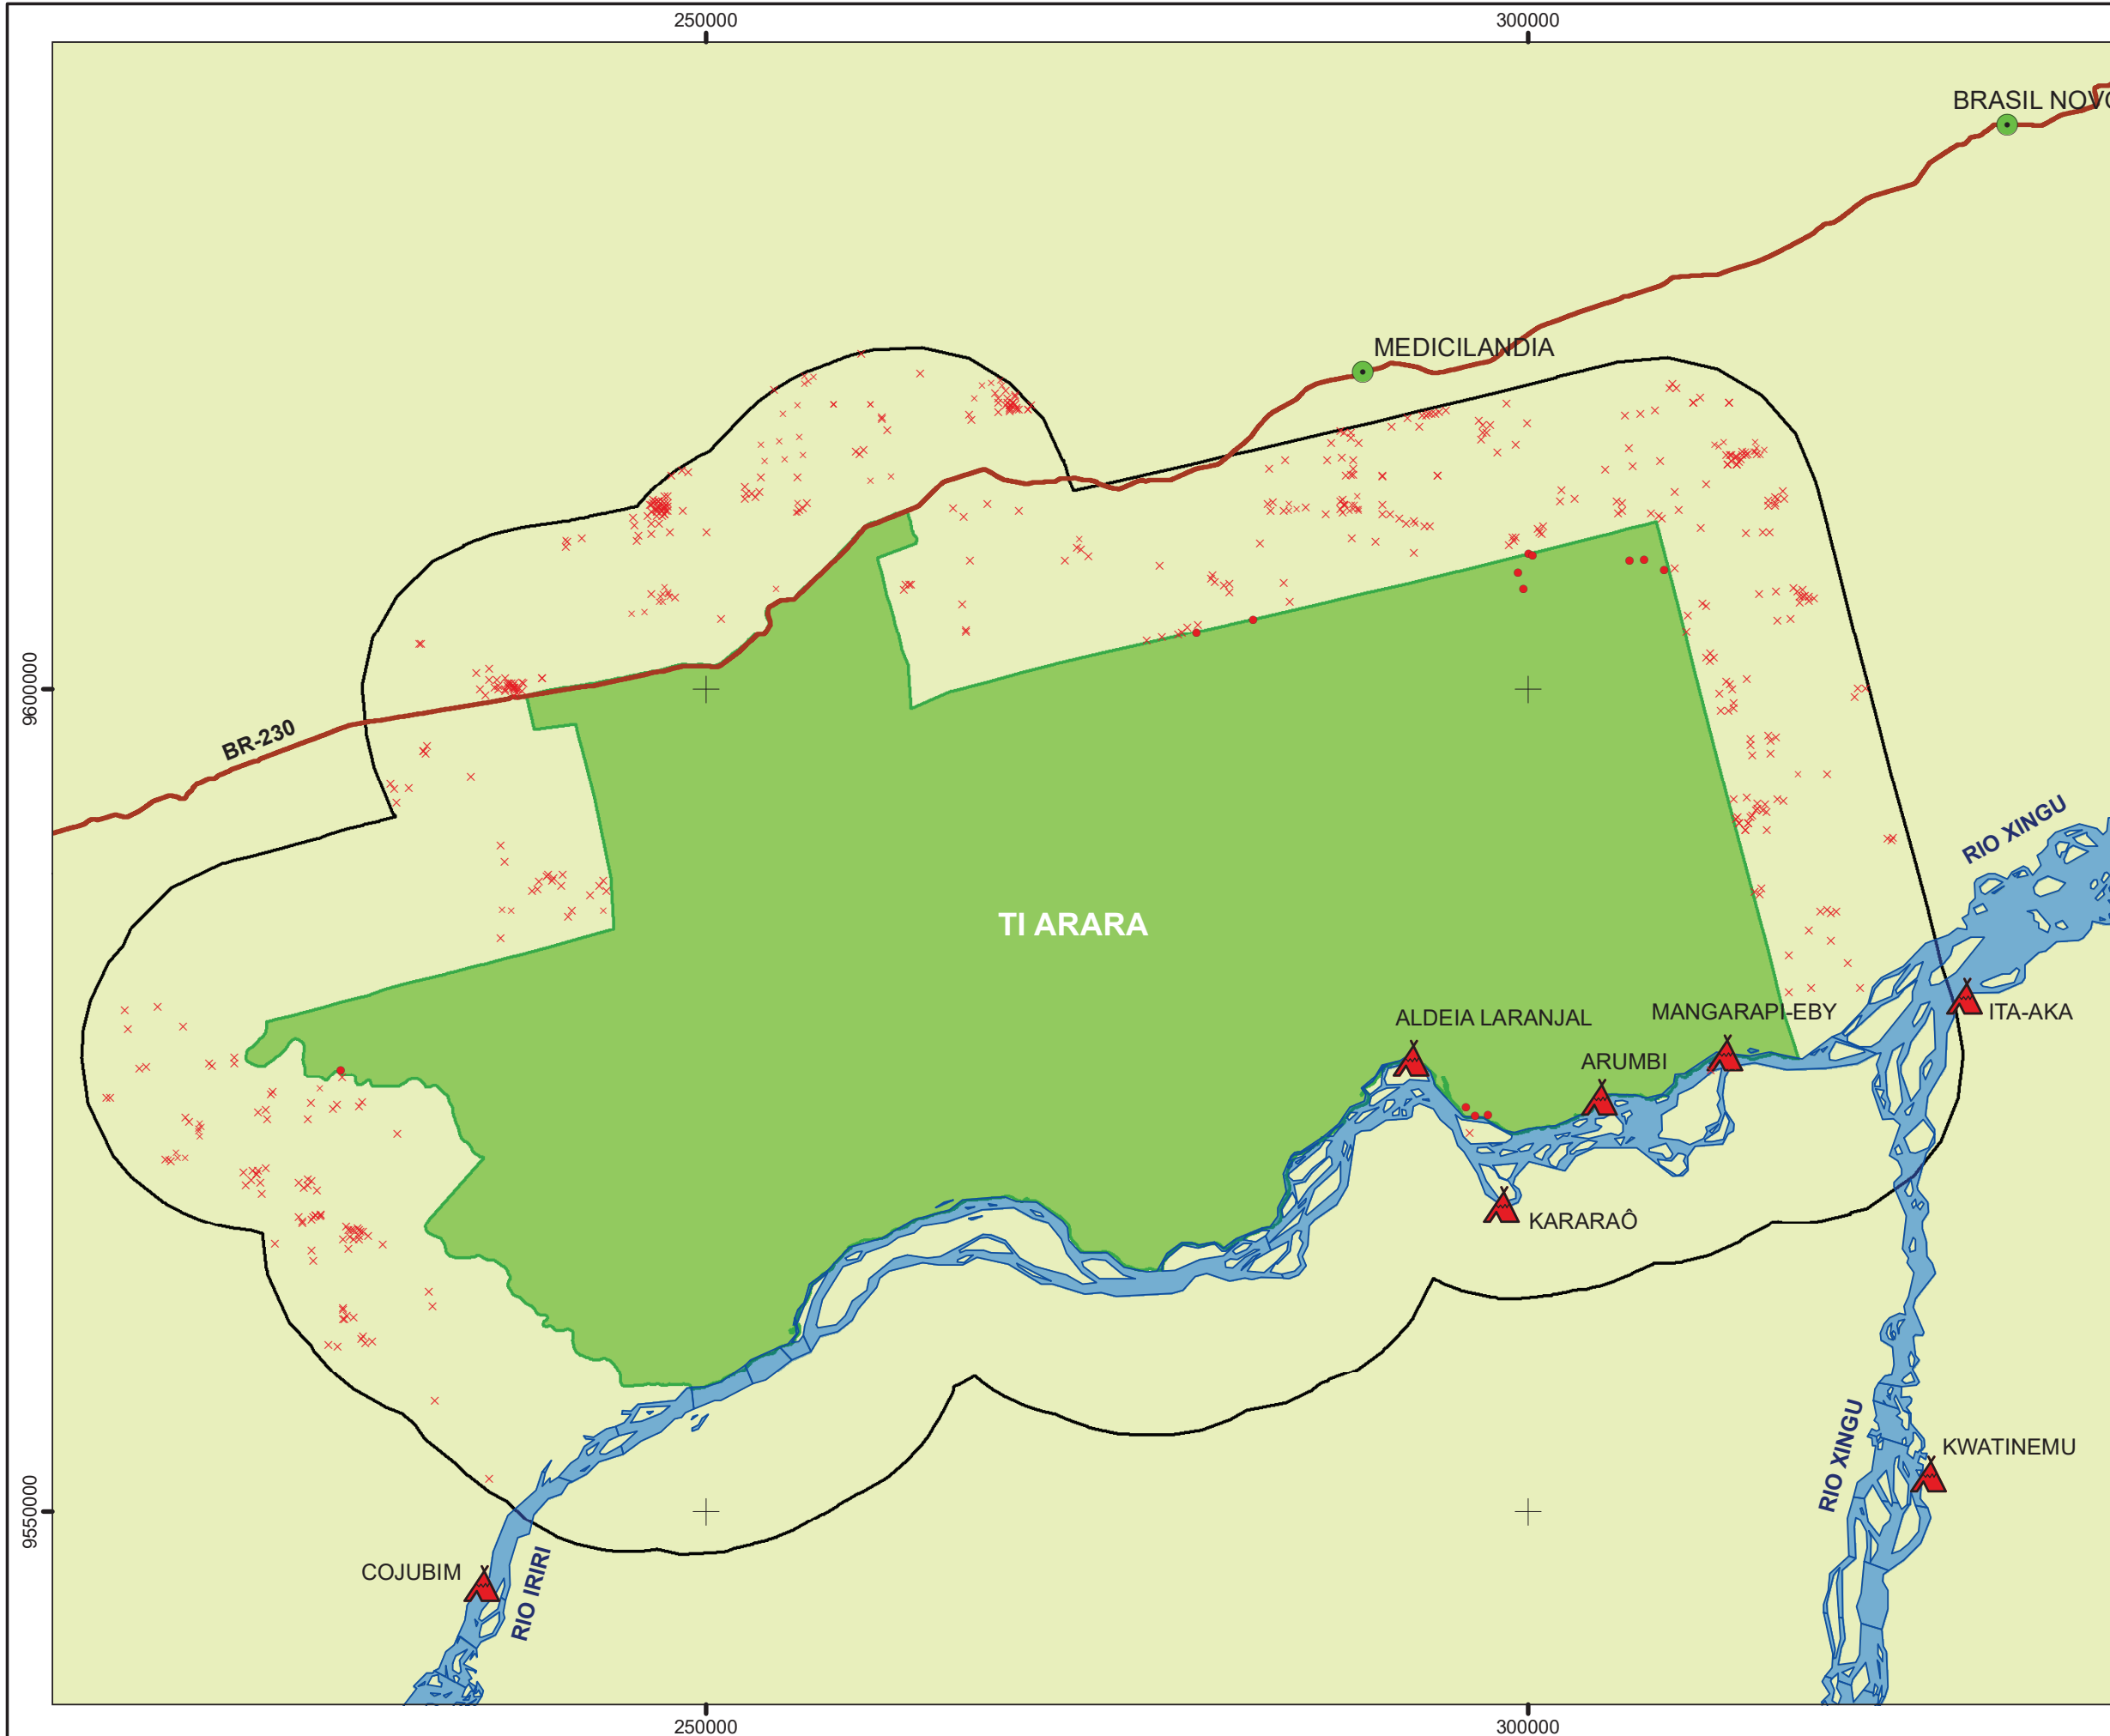 250000
300000
BRASIL NOVO
MEDICILANDIA
9600000
BR-230
RIO XINGU
TI ARARA
ALDEIA LARANJAL
MANGARAPI-EBY
ITA-AKA
ARUMBI
KARARAÔ
RIO XINGU
KWATINEMU
9550000
COJUBIM
RIO IRIRI
250000
300000